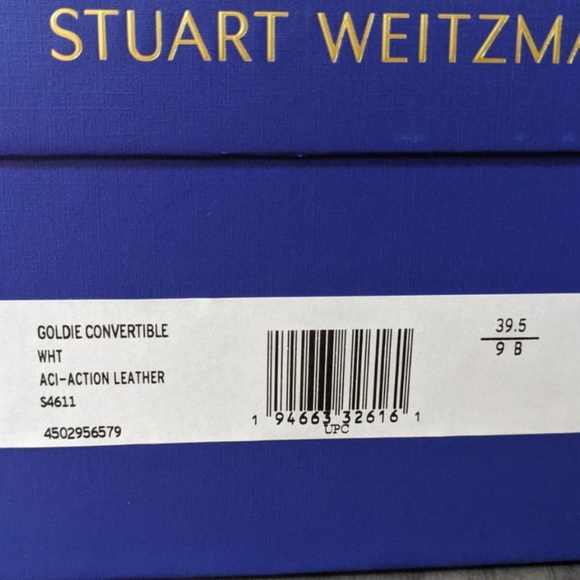 STUART WEITZMA
GOLDIE CONVERTIBLE
WHT
ACI-ACTION LEATHER
S4611
4502956579
1 94663 32616 1
UPC
39.5
9 B